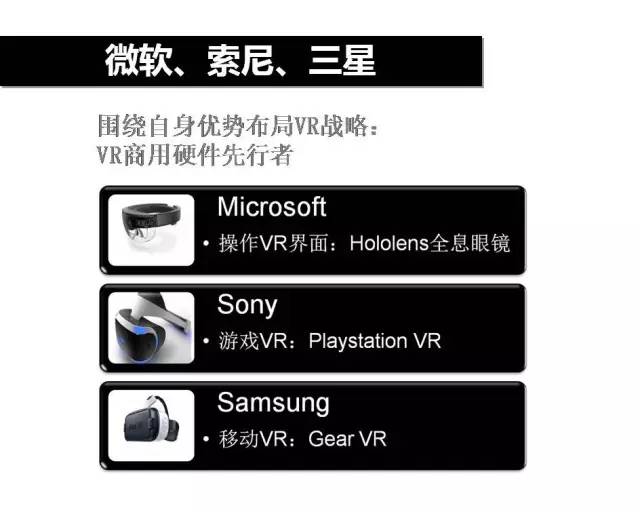 微软、索尼、三星
围绕自身优势布局VR战略：
VR商用硬件先行者
Microsoft
• 操作VR界面：Hololens全息眼镜
Sony
• 游戏VR：Playstation VR
Samsung
• 移动VR：Gear VR